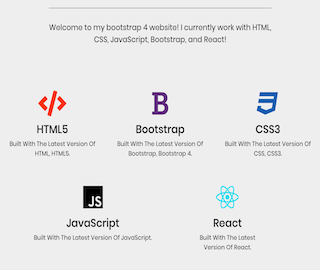 Welcome to my bootstrap 4 website! I currently work with HTML,
CSS, JavaScript, Bootstrap, and React!
HTML5
Built With The Latest Version Of
HTML, HTML5.
B
Bootstrap
Built With The Latest Version Of
Bootstrap, Bootstrap 4.
CSS3
Built With The Latest Version Of
CSS, CSS3.
JS
JavaScript
Built With The Latest Version Of JavaScript.
React
Built With The Latest
Version Of React.